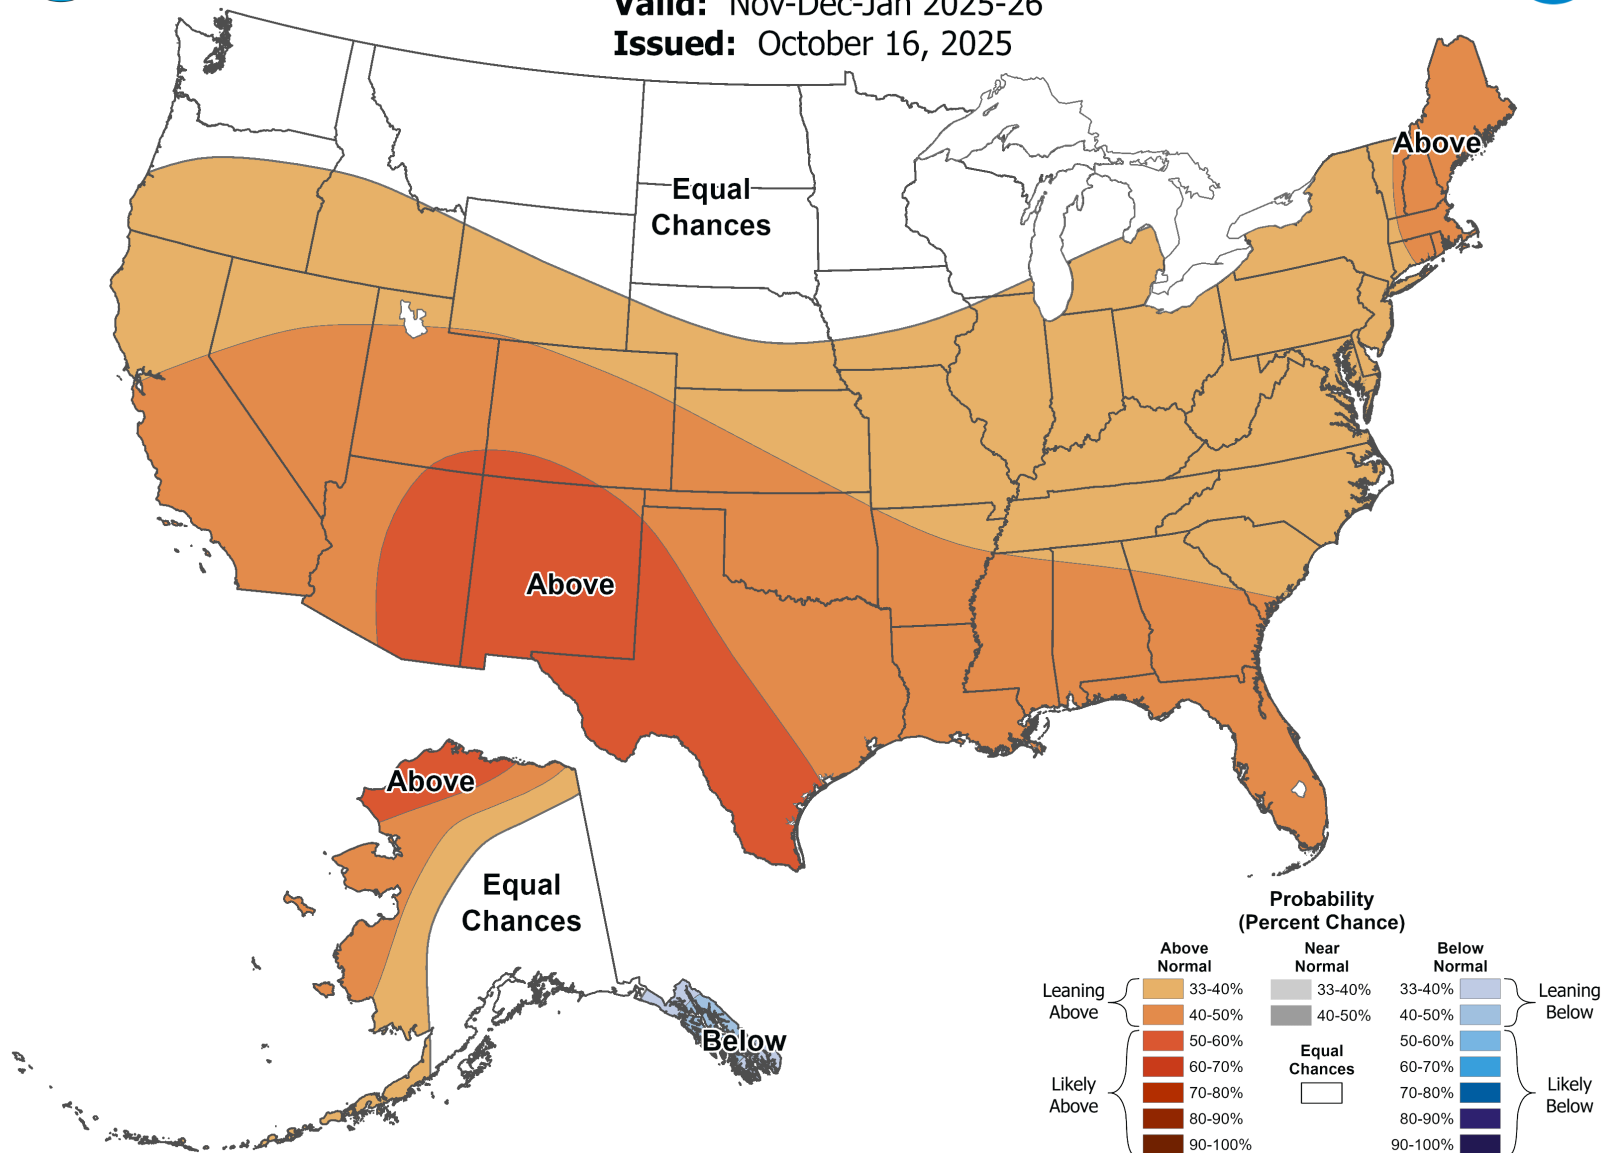 Valid: Nov-Dec-Jan 2025-26
Issued: October 16, 2025
Above
Equal
Chances
Above
Above
Equal
Chances
Below
Probability
(Percent Chance)
Above
Normal
Near
Normal
Below
Normal
Leaning
Above
33-40%
40-50%
Likely
Above
50-60%
60-70%
70-80%
80-90%
90-100%
33-40%
40-50%
Equal
Chances
33-40%
40-50%
50-60%
60-70%
70-80%
80-90%
90-100%
Leaning
Below
Likely
Below